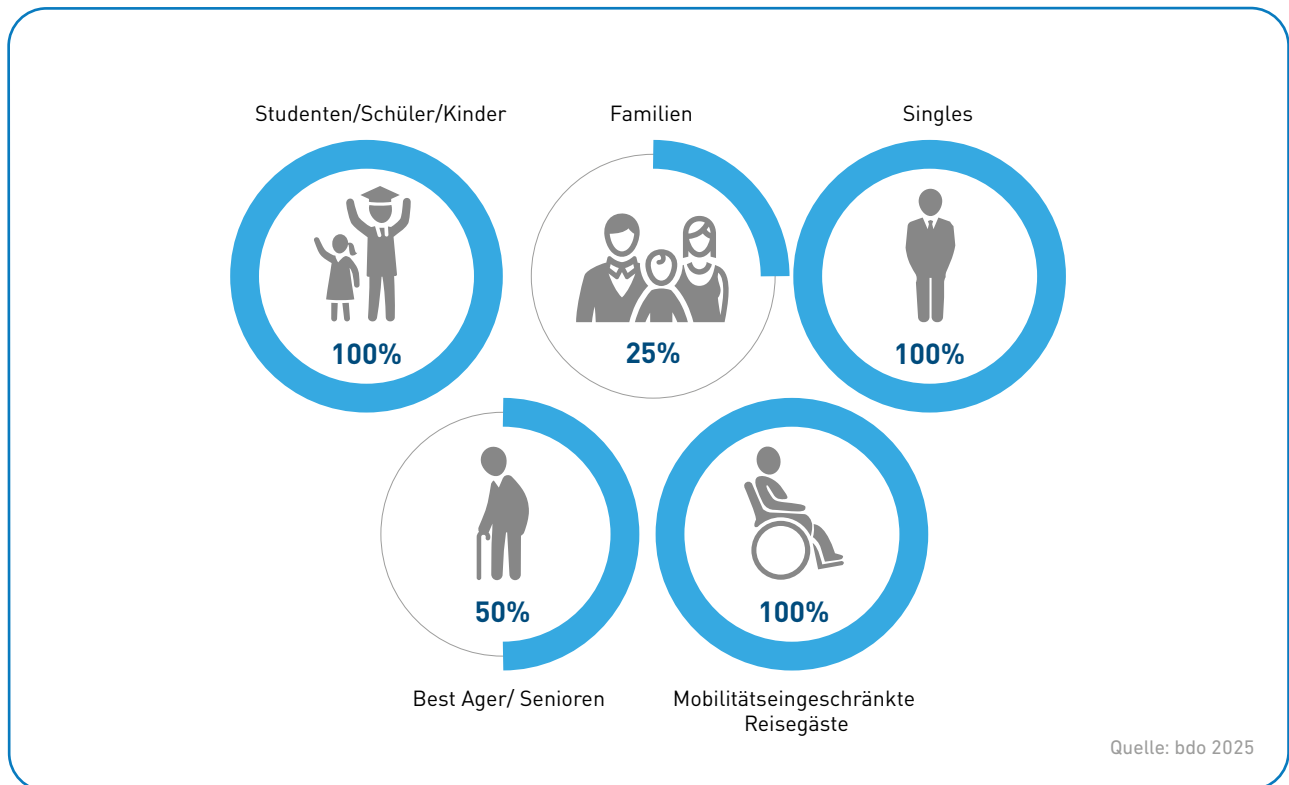 Studenten/Schüler/Kinder
Familien
Singles
100%
25%
100%
50%
100%
Best Ager/ Senioren
Mobilitätseingeschränkte
Reisegäste
Quelle: bdo 2025